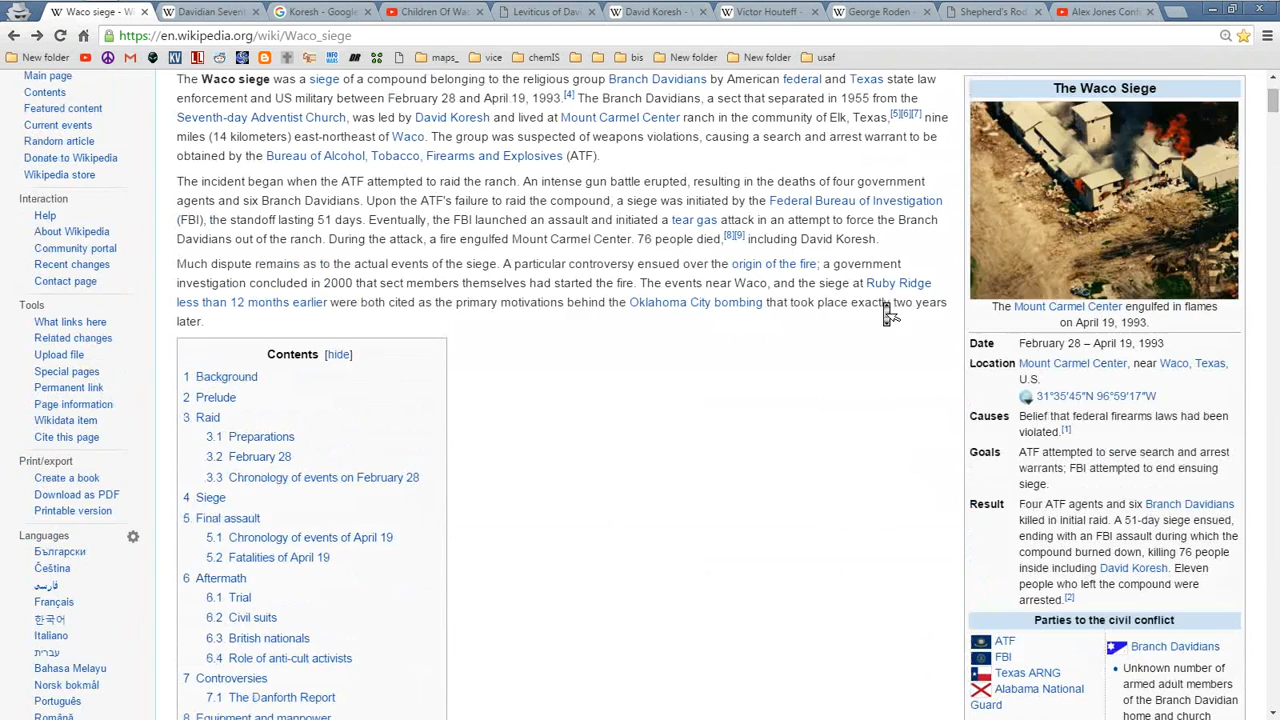 Waco siege - Wi
Davidian Sevent
Koresh - Google
Children Of Wac
Leviticus of Dav
David Koresh - W
Victor Houteff -
George Roden -
Shepherd's Rod
Alex Jones Conf
https://en.wikipedia.org/wiki/Waco_siege
New folder
maps_
vice
chemIS
bis
New folder
New folder
usaf
Main page
Contents
Featured content
Current events
Random article
Donate to Wikipedia
Wikipedia store
Interaction
Help
About Wikipedia
Community portal
Recent changes
Contact page
Tools
What links here
Related changes
Upload file
Special pages
Permanent link
Page information
Wikidata item
Cite this page
Print/export
Create a book
Download as PDF
Printable version
Languages
Български
Čeština
فارسی
Français
한국어
Italiano
עברית
Bahasa Melayu
Norsk bokmål
Português
Română
The Waco siege was a siege of a compound belonging to the religious group Branch Davidians by American federal and Texas state law
enforcement and US military between February 28 and April 19, 1993.[4] The Branch Davidians, a sect that separated in 1955 from the
Seventh-day Adventist Church, was led by David Koresh and lived at Mount Carmel Center ranch in the community of Elk, Texas,[5][6][7] nine
miles (14 kilometers) east-northeast of Waco. The group was suspected of weapons violations, causing a search and arrest warrant to be
obtained by the Bureau of Alcohol, Tobacco, Firearms and Explosives (ATF).
The incident began when the ATF attempted to raid the ranch. An intense gun battle erupted, resulting in the deaths of four government
agents and six Branch Davidians. Upon the ATF's failure to raid the compound, a siege was initiated by the Federal Bureau of Investigation
(FBI), the standoff lasting 51 days. Eventually, the FBI launched an assault and initiated a tear gas attack in an attempt to force the Branch
Davidians out of the ranch. During the attack, a fire engulfed Mount Carmel Center. 76 people died,[8][9] including David Koresh.
Much dispute remains as to the actual events of the siege. A particular controversy ensued over the origin of the fire; a government
investigation concluded in 2000 that sect members themselves had started the fire. The events near Waco, and the siege at Ruby Ridge
less than 12 months earlier were both cited as the primary motivations behind the Oklahoma City bombing that took place exactly two years
later.
Contents [hide]
1 Background
2 Prelude
3 Raid
3.1 Preparations
3.2 February 28
3.3 Chronology of events on February 28
4 Siege
5 Final assault
5.1 Chronology of events of April 19
5.2 Fatalities of April 19
6 Aftermath
6.1 Trial
6.2 Civil suits
6.3 British nationals
6.4 Role of anti-cult activists
7 Controversies
7.1 The Danforth Report
8 Equipment and manpower
The Waco Siege
The Mount Carmel Center engulfed in flames
on April 19, 1993.
Date February 28 – April 19, 1993
Location Mount Carmel Center, near Waco, Texas,
U.S.
31°35'45"N 96°59'17"W
Causes Belief that federal firearms laws had been
violated.[1]
Goals ATF attempted to serve search and arrest
warrants; FBI attempted to end ensuing
siege.
Result Four ATF agents and six Branch Davidians
killed in initial raid. A 51-day siege ensued,
ending with an FBI assault during which the
compound burned down, killing 76 people
inside including David Koresh. Eleven
people who left the compound were
arrested.[2]
Parties to the civil conflict
ATF
FBI
Texas ARNG
Alabama National
Guard
Branch Davidians
• Unknown number of
armed adult members
of the Branch Davidian
home and church